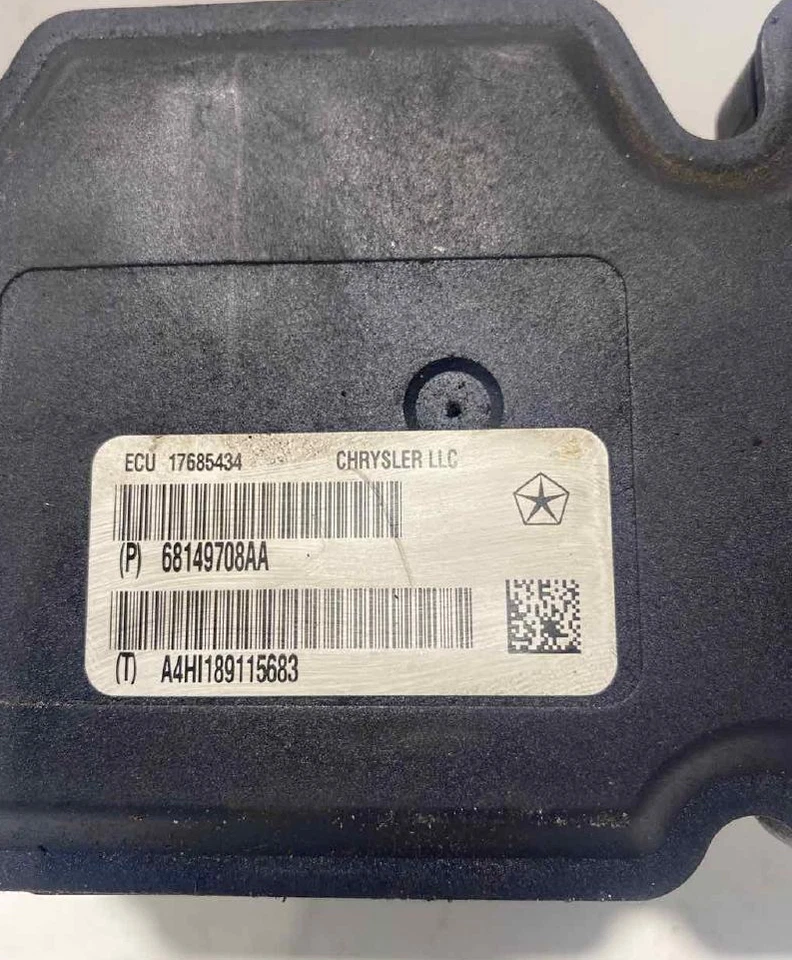 ECU 17685434 CHRYSLER LLC
(P) 68149708AA
(T) A4HI189115683